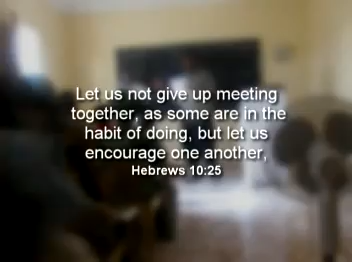 Let us not give up meeting
together, as some are in the
habit of doing, but let us
encourage one another,
Hebrews 10:25